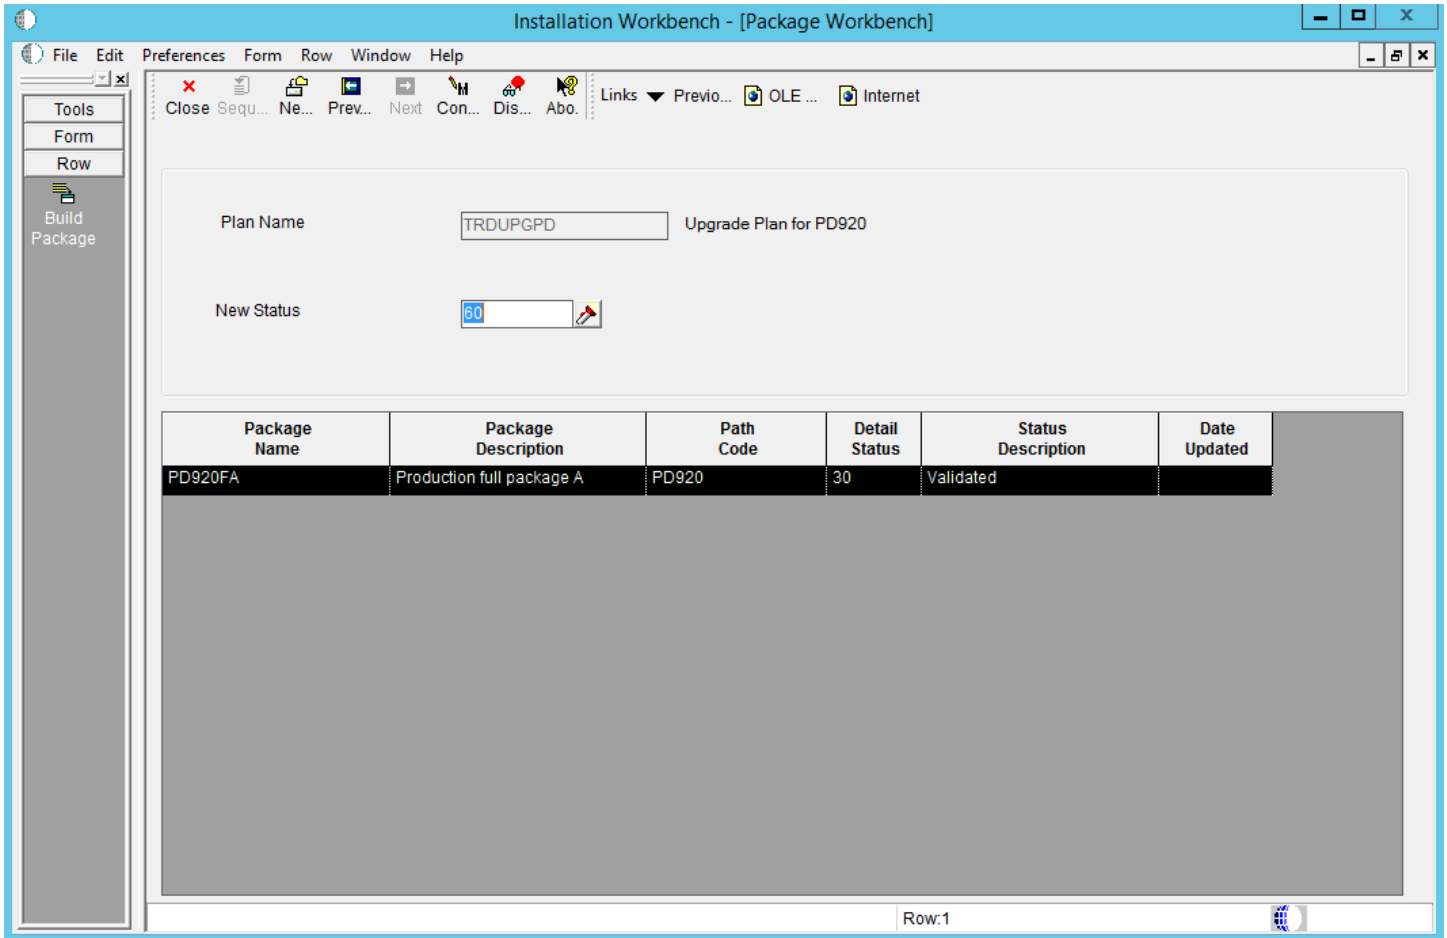 Installation Workbench - [Package Workbench]
File Edit Preferences Form Row Window Help
Close Sequ... Ne... Prev... Next Con... Dis... Abo. Links Previo... OLE ... Internet
Tools
Form
Row
Build
Package
Plan Name TRDUPGPD Upgrade Plan for PD920
New Status 60
Package Name Package Description Path Code Detail Status Status Description Date Updated
PD920FA Production full package A PD920 30 Validated
Row:1